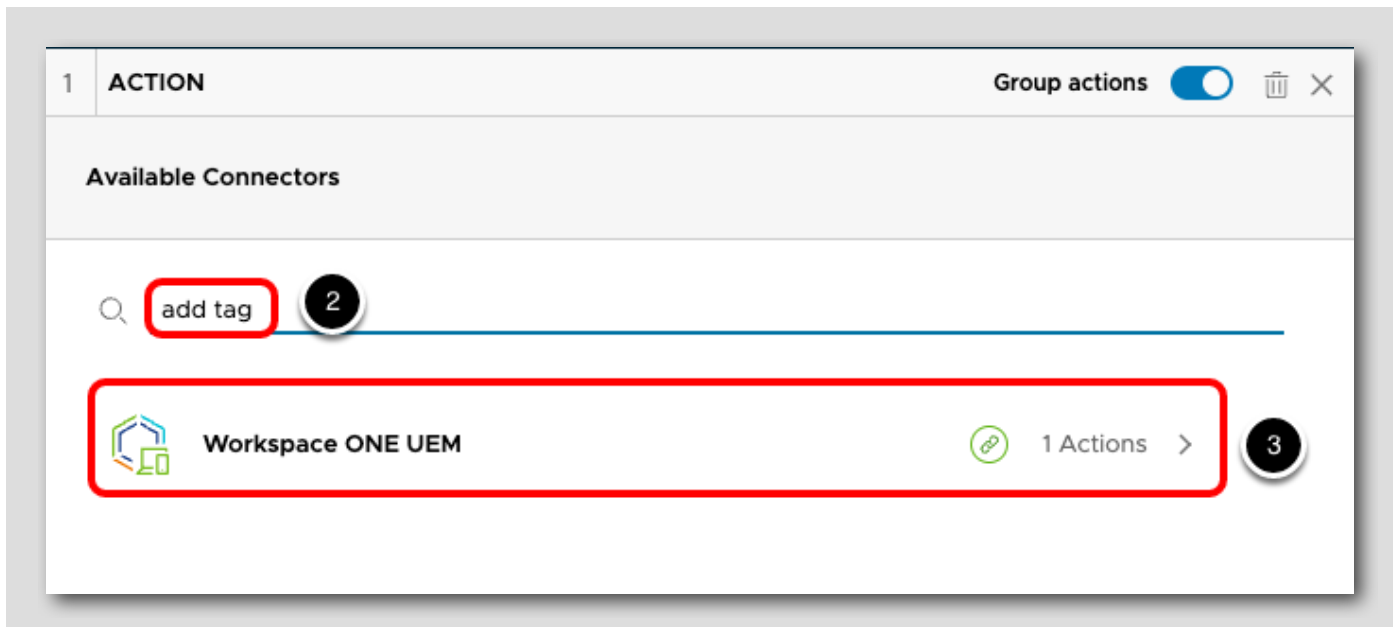 1 ACTION Group actions
Available Connectors
add tag 2
Workspace ONE UEM 1 Actions 3